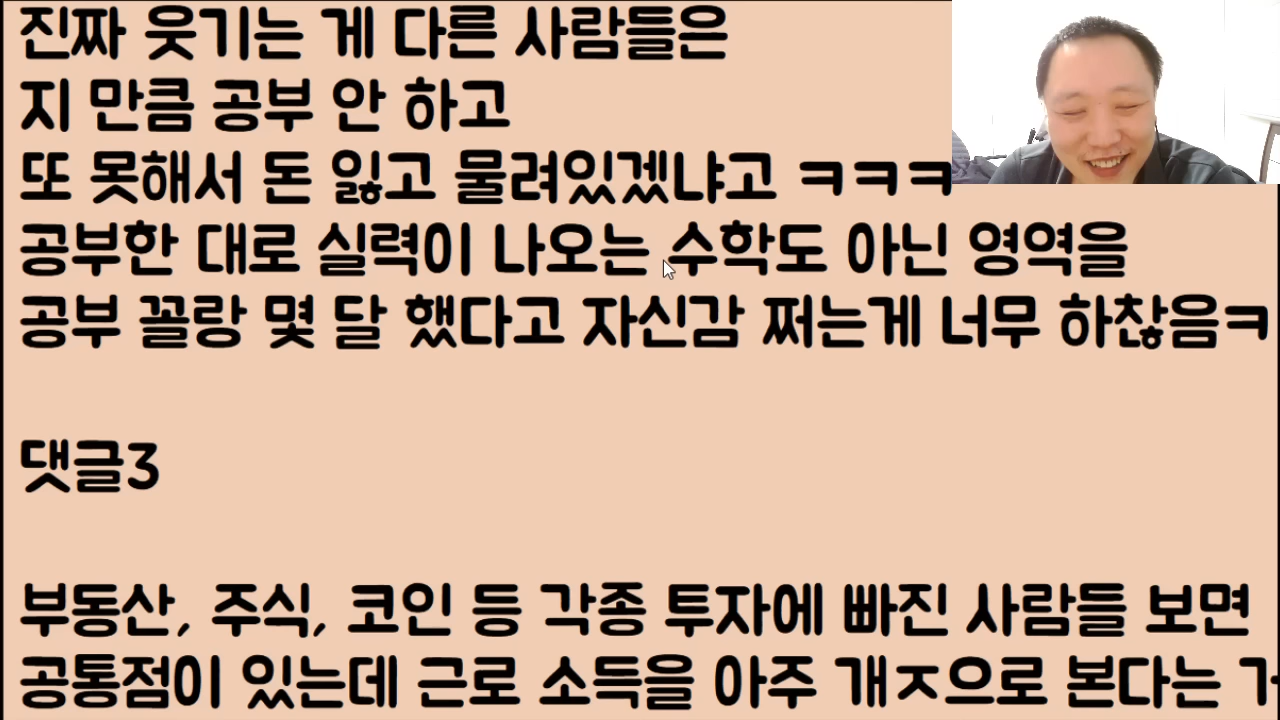 진짜 웃기는 게 다른 사람들은
지 만큼 공부 안 하고
또 못해서 돈 잃고 물려있겠냐고 ㅋㅋㅋ
공부한 대로 실력이 나오는 수학도 아닌 영역을
공부 꼴랑 몇 달 했다고 자신감 쩌는게 너무 하찮음ㅋ
댓글3
부동산, 주식, 코인 등 각종 투자에 빠진 사람들 보면
공통점이 있는데 근로 소득을 아주 개ㅈ으로 본다는